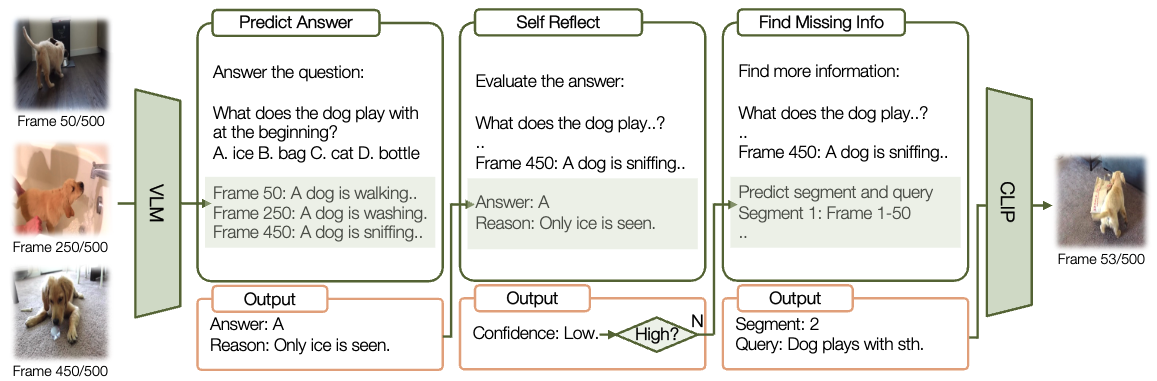 Frame 50/500
Frame 250/500
Frame 450/500
VLM
Predict Answer
Answer the question:
What does the dog play with
at the beginning?
A. ice B. bag C. cat D. bottle
Frame 50: A dog is walking..
Frame 250: A dog is washing.
Frame 450: A dog is sniffing..
Output
Answer: A
Reason: Only ice is seen.
Self Reflect
Evaluate the answer:
What does the dog play..?
..
Frame 450: A dog is sniffing..
Answer: A
Reason: Only ice is seen.
Output
Confidence: Low.
High?
N
Find Missing Info
Find more information:
What does the dog play..?
..
Frame 450: A dog is sniffing..
Predict segment and query
Segment 1: Frame 1-50
..
Output
Segment: 2
Query: Dog plays with sth.
CLIP
Frame 53/500